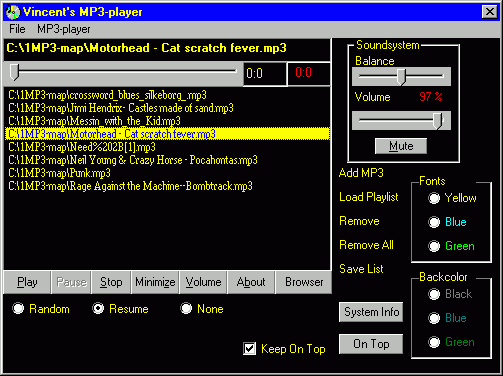 Vincent's MP3-player
File MP3-player
C:\1MP3-map\Motorhead - Cat scratch fever.mp3
0:0 0:0
C:\1MP3-map\crossword_blues_silkeborg_.mp3
C:\1MP3-map\Jimi Hendrix- Castles made of sand.mp3
C:\1MP3-map\Messin_with_the_Kid.mp3
C:\1MP3-map\Motorhead - Cat scratch fever.mp3
C:\1MP3-map\Need%202B[1].mp3
C:\1MP3-map\Neil Young & Crazy Horse - Pocahontas.mp3
C:\1MP3-map\Punk.mp3
C:\1MP3-map\Rage Against the Machine--Bombtrack.mp3
Play Pause Stop Minimize Volume About Browser
Random Resume None
Keep On Top
Soundsystem
Balance
Volume 97 %
Mute
Add MP3
Load Playlist
Remove
Remove All
Save List
System Info
On Top
Fonts
Yellow
Blue
Green
Backcolor
Black
Blue
Green